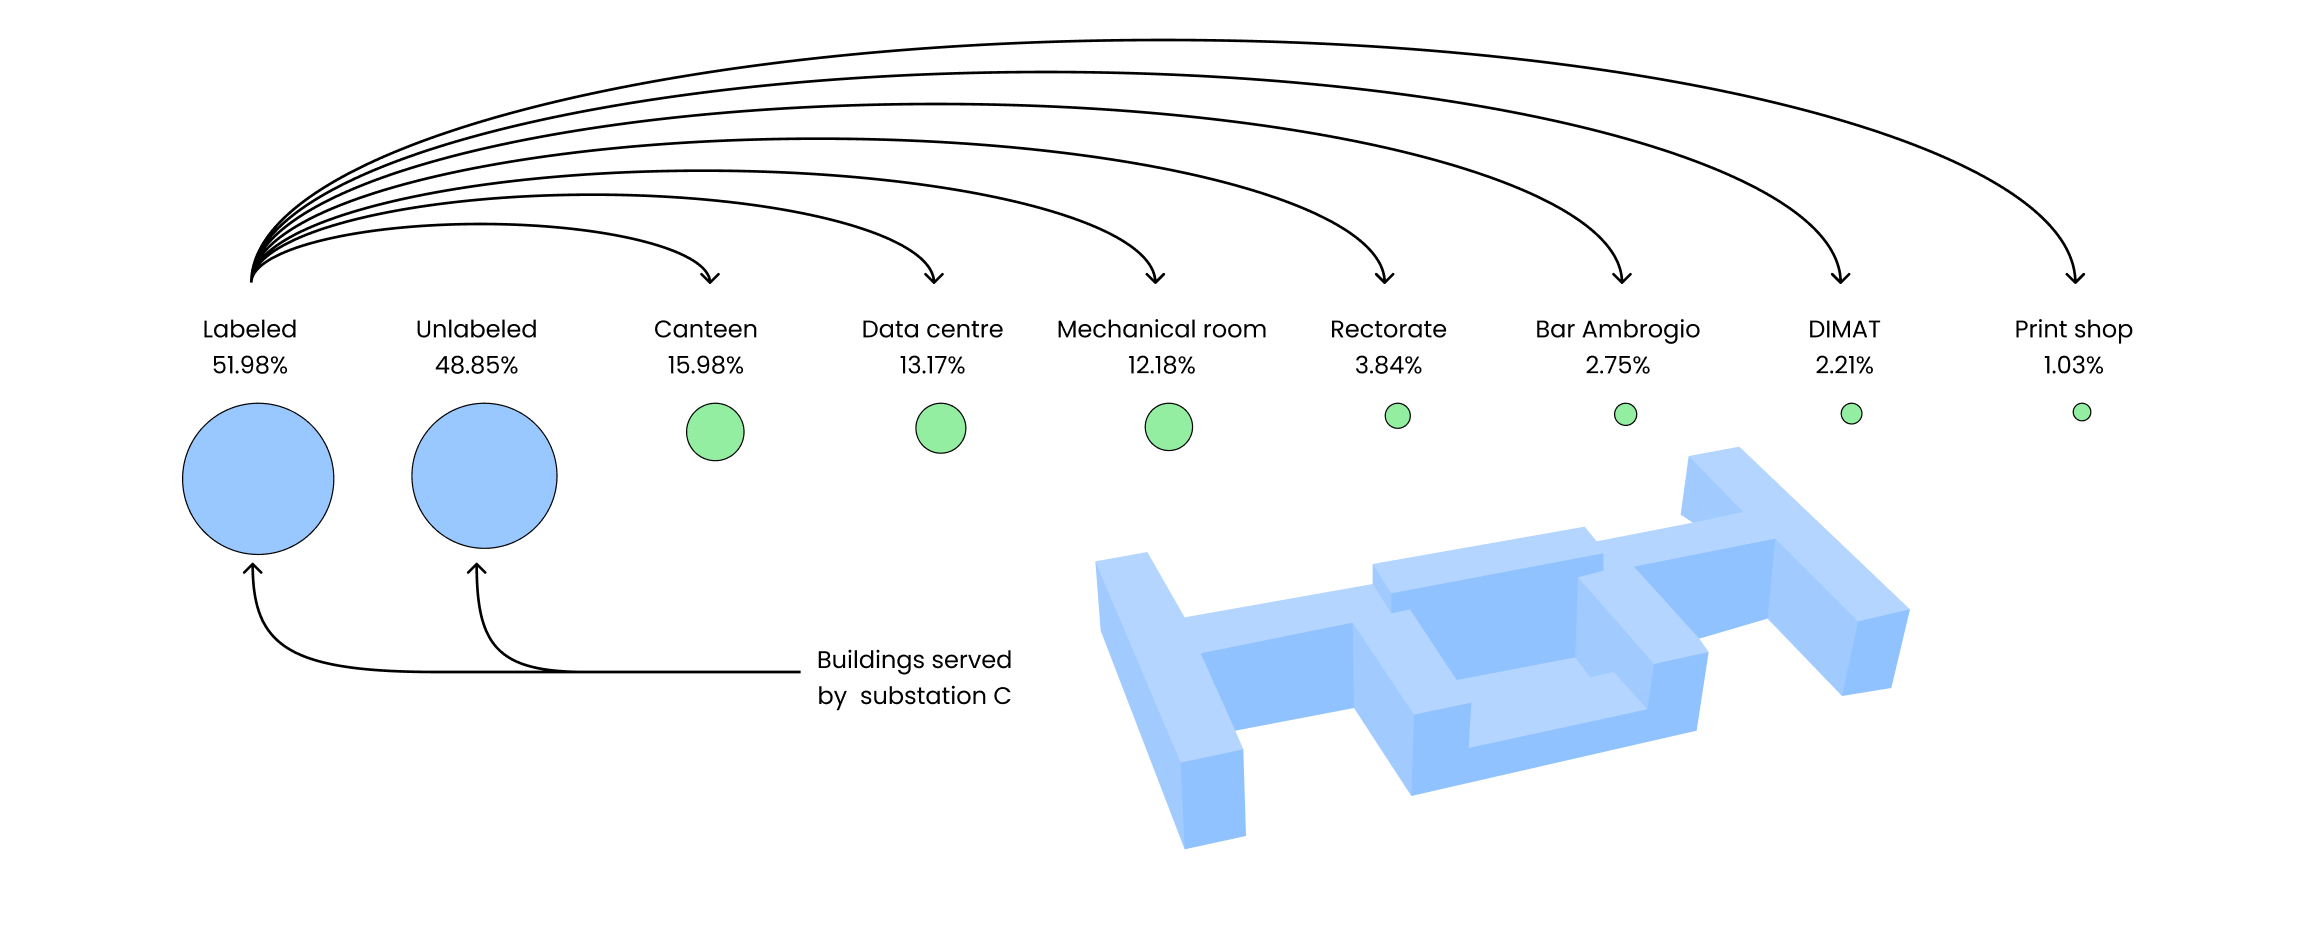 Labeled
51.98%
Unlabeled
48.85%
Canteen
15.98%
Data centre
13.17%
Mechanical room
12.18%
Rectorate
3.84%
Bar Ambrogio
2.75%
DIMAT
2.21%
Print shop
1.03%
Buildings served
by substation C